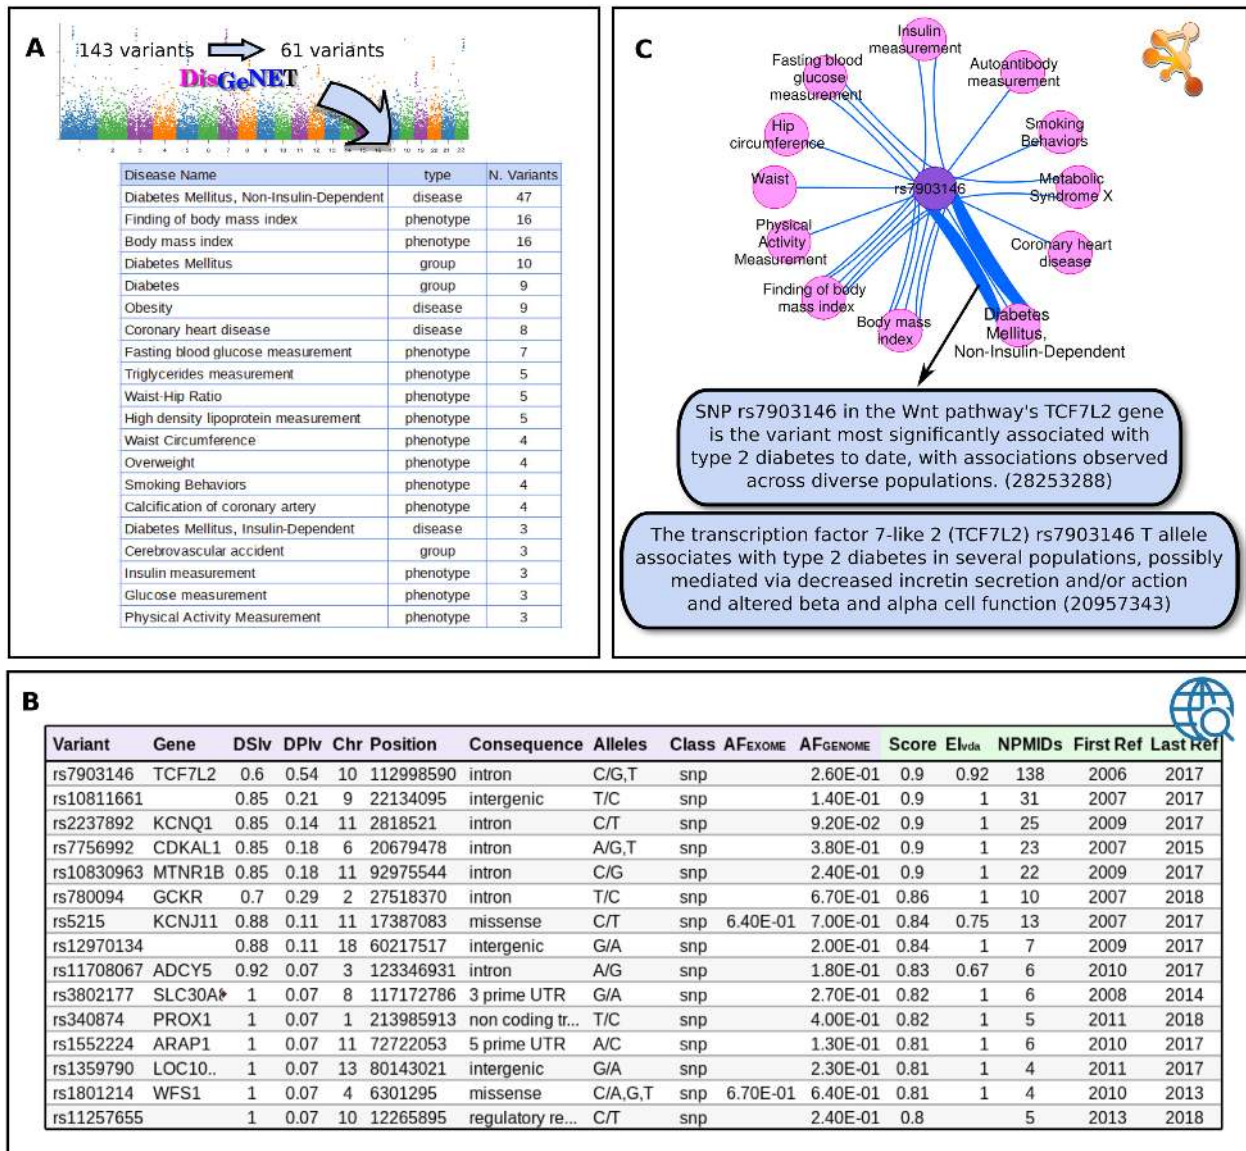 A
143 variants
61 variants
DisGeNET
Disease Name type N. Variants
Diabetes Mellitus, Non-Insulin-Dependent disease 47
Finding of body mass index phenotype 16
Body mass index phenotype 16
Diabetes Mellitus group 10
Diabetes group 9
Obesity disease 9
Coronary heart disease disease 8
Fasting blood glucose measurement phenotype 7
Triglycerides measurement phenotype 5
Waist-Hip Ratio phenotype 5
High density lipoprotein measurement phenotype 5
Waist Circumference phenotype 4
Overweight phenotype 4
Smoking Behaviors phenotype 4
Calcification of coronary artery phenotype 4
Diabetes Mellitus, Insulin-Dependent disease 3
Cerebrovascular accident group 3
Insulin measurement phenotype 3
Glucose measurement phenotype 3
Physical Activity Measurement phenotype 3
C
Insulin
measurement
Fasting blood
glucose
measurement
Autoantibody
measurement
Hip
circumference
Smoking
Behaviors
Waist
rs7903146
Metabolic
Syndrome X
Physical
Activity
Measurement
Coronary heart
disease
Finding of body
mass index
Body mass
index
Diabetes
Mellitus,
Non-Insulin-Dependent
SNP rs7903146 in the Wnt pathway's TCF7L2 gene
is the variant most significantly associated with
type 2 diabetes to date, with associations observed
across diverse populations. (28253288)
The transcription factor 7-like 2 (TCF7L2) rs7903146 T allele
associates with type 2 diabetes in several populations, possibly
mediated via decreased incretin secretion and/or action
and altered beta and alpha cell function (20957343)
B
Variant Gene DSIv DPIv Chr Position Consequence Alleles Class AFEXOME AFGENOME Score EIvda NPMIDs First Ref Last Ref
rs7903146 TCF7L2 0.6 0.54 10 112998590 intron C/G,T snp 2.60E-01 0.9 0.92 138 2006 2017
rs10811661 0.85 0.21 9 22134095 intergenic T/C snp 1.40E-01 0.9 1 31 2007 2017
rs2237892 KCNQ1 0.85 0.14 11 2818521 intron C/T snp 9.20E-02 0.9 1 25 2009 2017
rs7756992 CDKAL1 0.85 0.18 6 20679478 intron A/G,T snp 3.80E-01 0.9 1 23 2007 2015
rs10830963 MTNR1B 0.85 0.18 11 92975544 intron C/G snp 2.40E-01 0.9 1 22 2009 2017
rs780094 GCKR 0.7 0.29 2 27518370 intron T/C snp 6.70E-01 0.86 1 10 2007 2018
rs5215 KCNJ11 0.88 0.11 11 17387083 missense C/T snp 6.40E-01 7.00E-01 0.84 0.75 13 2007 2017
rs12970134 0.88 0.11 18 60217517 intergenic G/A snp 2.00E-01 0.84 1 7 2009 2017
rs11708067 ADCY5 0.92 0.07 3 123346931 intron A/G snp 1.80E-01 0.83 0.67 6 2010 2017
rs3802177 SLC30A 1 0.07 8 117172786 3 prime UTR G/A snp 2.70E-01 0.82 1 6 2008 2014
rs340874 PROX1 1 0.07 1 213985913 non coding tr... T/C snp 4.00E-01 0.82 1 5 2011 2018
rs1552224 ARAP1 1 0.07 11 72722053 5 prime UTR A/C snp 1.30E-01 0.81 1 6 2010 2017
rs1359790 LOC10.. 1 0.07 13 80143021 intergenic G/A snp 2.30E-01 0.81 1 4 2011 2017
rs1801214 WFS1 1 0.07 4 6301295 missense C/A,G,T snp 6.70E-01 6.40E-01 0.81 1 4 2010 2013
rs11257655 1 0.07 10 12265895 regulatory re... C/T snp 2.40E-01 0.8 5 2013 2018